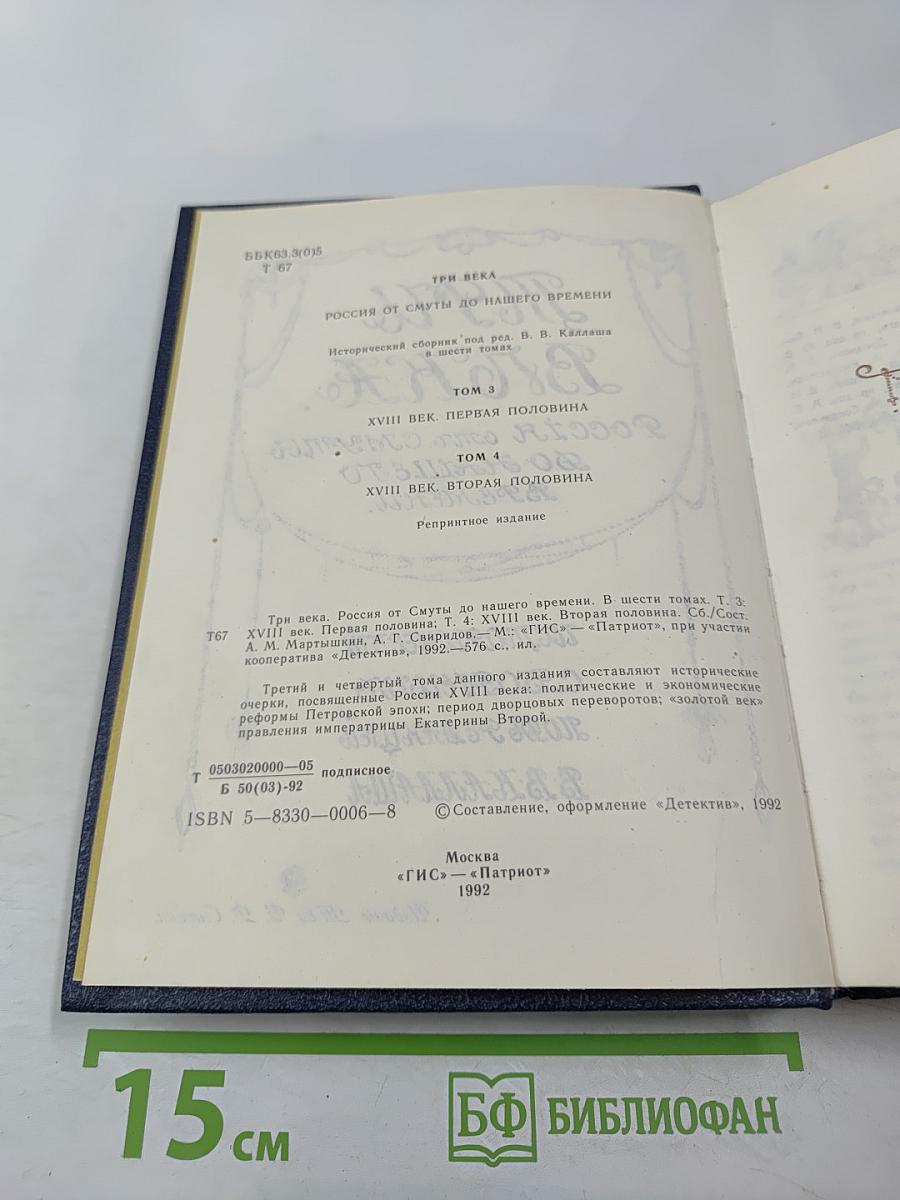 ББК63.3(0)5
Т 67
ТРИ ВЕКА
РОССИЯ ОТ СМУТЫ ДО НАШЕГО ВРЕМЕНИ
Исторический сборник под ред. В. В. Каллаша
в шести томах
ТОМ 3
XVIII ВЕК. ПЕРВАЯ ПОЛОВИНА
ТОМ 4
XVIII ВЕК. ВТОРАЯ ПОЛОВИНА
Репринтное издание
Три века. Россия от Смуты до нашего времени. В шести томах. Т. 3:
Т67 XVIII век. Первая половина; Т. 4: XVIII век. Вторая половина. Сб./Сост.
А. М. Мартышкин, А. Г. Свиридов.— М.: «ГИС» — «Патриот», при участии
кооператива «Детектив», 1992.—576 с., ил.
Третий и четвертый тома данного издания составляют исторические
очерки, посвященные России XVIII века: политические и экономические
реформы Петровской эпохи; период дворцовых переворотов; «золотой век»
правления императрицы Екатерины Второй.
Т 0503020000—05 подписное
Б 50(03)-92
ISBN 5—8330—0006—8 ©Составление, оформление «Детектив», 1992
Москва
«ГИС» — «Патриот»
1992
15 см
БФ БИБЛИОФАН